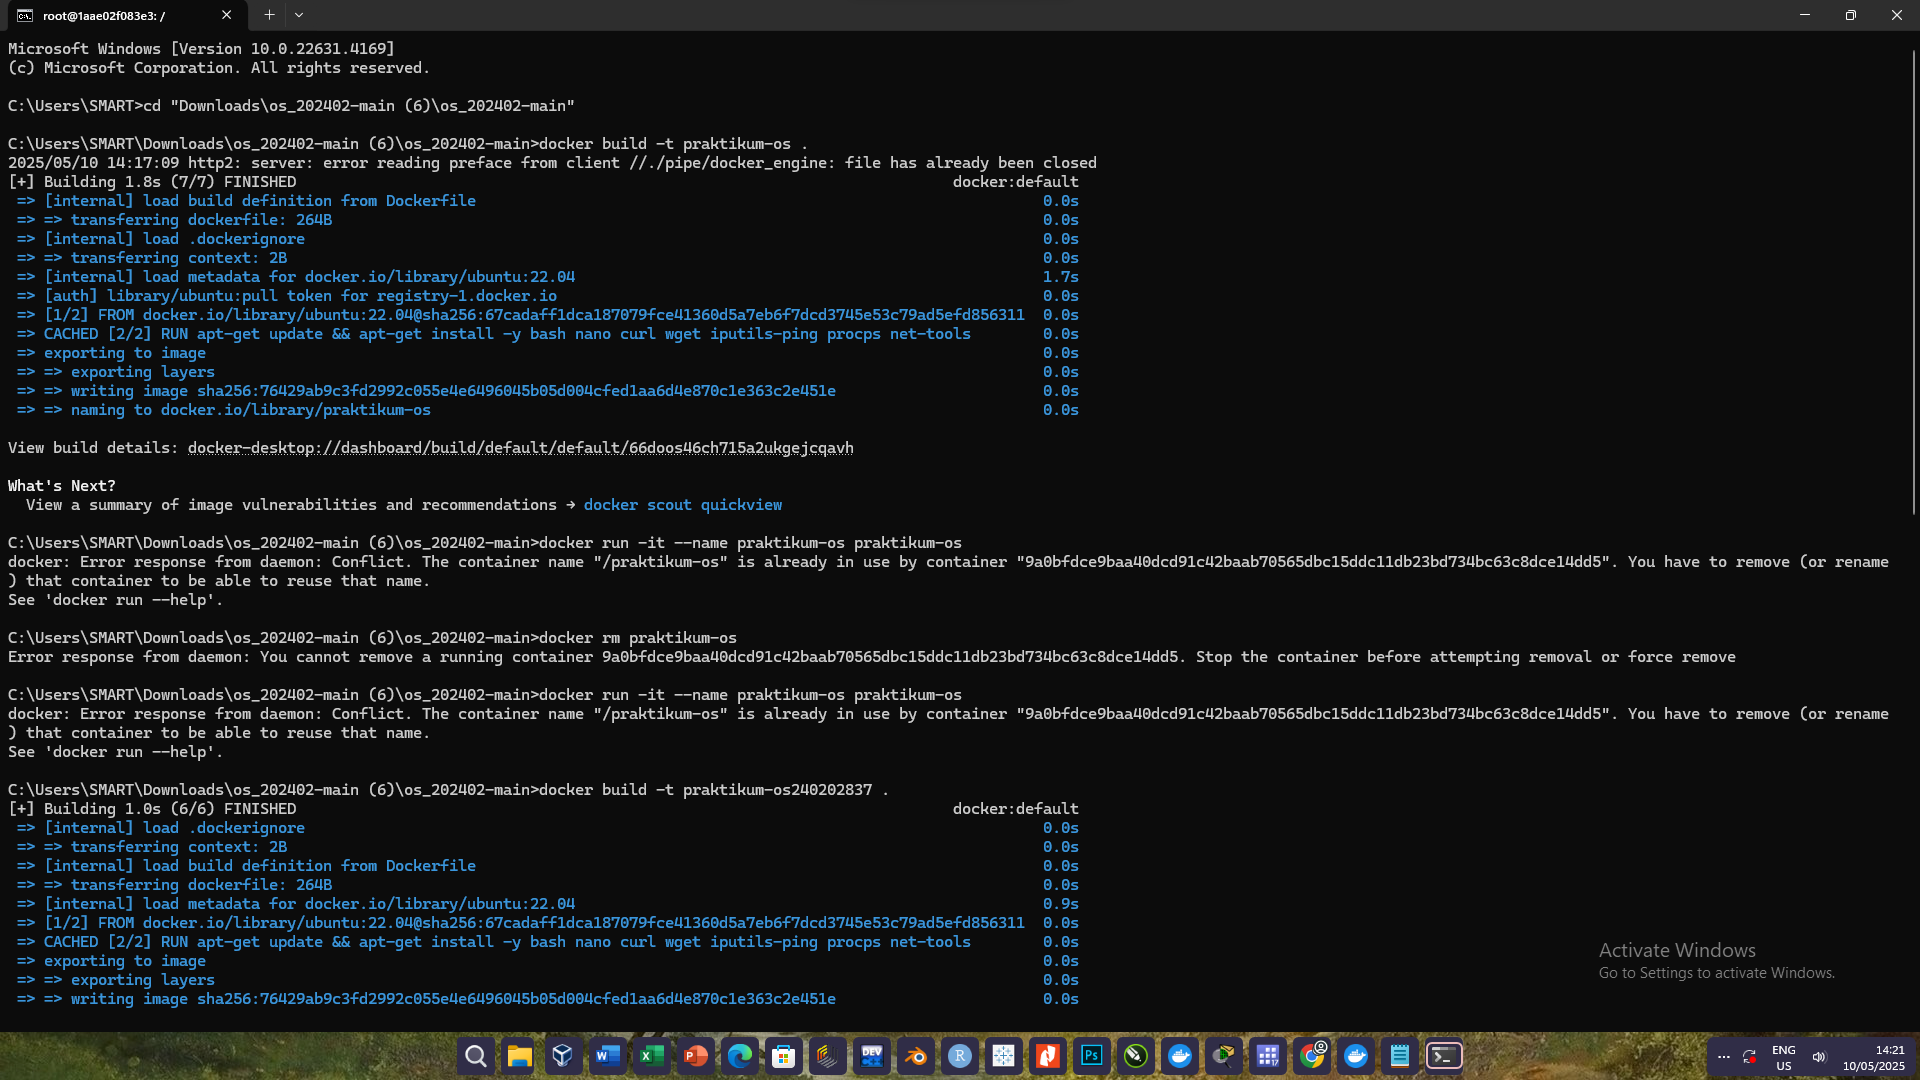 root@1aae02f083e3: /
Microsoft Windows [Version 10.0.22631.4169]
(c) Microsoft Corporation. All rights reserved.
C:\Users\SMART>cd "Downloads\os_202402-main (6)\os_202402-main"
C:\Users\SMART\Downloads\os_202402-main (6)\os_202402-main>docker build -t praktikum-os .
2025/05/10 14:17:09 http2: server: error reading preface from client //./pipe/docker_engine: file has already been closed
[+] Building 1.8s (7/7) FINISHED docker:default
=> [internal] load build definition from Dockerfile 0.0s
=> => transferring dockerfile: 264B 0.0s
=> [internal] load .dockerignore 0.0s
=> => transferring context: 2B 0.0s
=> [internal] load metadata for docker.io/library/ubuntu:22.04 1.7s
=> [auth] library/ubuntu:pull token for registry-1.docker.io 0.0s
=> [1/2] FROM docker.io/library/ubuntu:22.04@sha256:67cadaff1dca187079fce41360d5a7eb6f7dcd3745e53c79ad5efd856311 0.0s
=> CACHED [2/2] RUN apt-get update && apt-get install -y bash nano curl wget iputils-ping procps net-tools 0.0s
=> exporting to image 0.0s
=> => exporting layers 0.0s
=> => writing image sha256:76429ab9c3fd2992c055e4e6496045b05d004cfed1aa6d4e870c1e363c2e451e 0.0s
=> => naming to docker.io/library/praktikum-os 0.0s
View build details: docker-desktop://dashboard/build/default/default/66doos46ch715a2ukgejcqavh
What's Next?
View a summary of image vulnerabilities and recommendations → docker scout quickview
C:\Users\SMART\Downloads\os_202402-main (6)\os_202402-main>docker run -it --name praktikum-os praktikum-os
docker: Error response from daemon: Conflict. The container name "/praktikum-os" is already in use by container "9a0bfdce9baa40dcd91c42baab70565dbc15ddc11db23bd734bc63c8dce14dd5". You have to remove (or rename
) that container to be able to reuse that name.
See 'docker run --help'.
C:\Users\SMART\Downloads\os_202402-main (6)\os_202402-main>docker rm praktikum-os
Error response from daemon: You cannot remove a running container 9a0bfdce9baa40dcd91c42baab70565dbc15ddc11db23bd734bc63c8dce14dd5. Stop the container before attempting removal or force remove
C:\Users\SMART\Downloads\os_202402-main (6)\os_202402-main>docker run -it --name praktikum-os praktikum-os
docker: Error response from daemon: Conflict. The container name "/praktikum-os" is already in use by container "9a0bfdce9baa40dcd91c42baab70565dbc15ddc11db23bd734bc63c8dce14dd5". You have to remove (or rename
) that container to be able to reuse that name.
See 'docker run --help'.
C:\Users\SMART\Downloads\os_202402-main (6)\os_202402-main>docker build -t praktikum-os240202837 .
[+] Building 1.0s (6/6) FINISHED docker:default
=> [internal] load .dockerignore 0.0s
=> => transferring context: 2B 0.0s
=> [internal] load build definition from Dockerfile 0.0s
=> => transferring dockerfile: 264B 0.0s
=> [internal] load metadata for docker.io/library/ubuntu:22.04 0.9s
=> [1/2] FROM docker.io/library/ubuntu:22.04@sha256:67cadaff1dca187079fce41360d5a7eb6f7dcd3745e53c79ad5efd856311 0.0s
=> CACHED [2/2] RUN apt-get update && apt-get install -y bash nano curl wget iputils-ping procps net-tools 0.0s
=> exporting to image 0.0s
=> => exporting layers 0.0s
=> => writing image sha256:76429ab9c3fd2992c055e4e6496045b05d004cfed1aa6d4e870c1e363c2e451e 0.0s
Activate Windows
Go to Settings to activate Windows.
ENG
US
14:21
10/05/2025